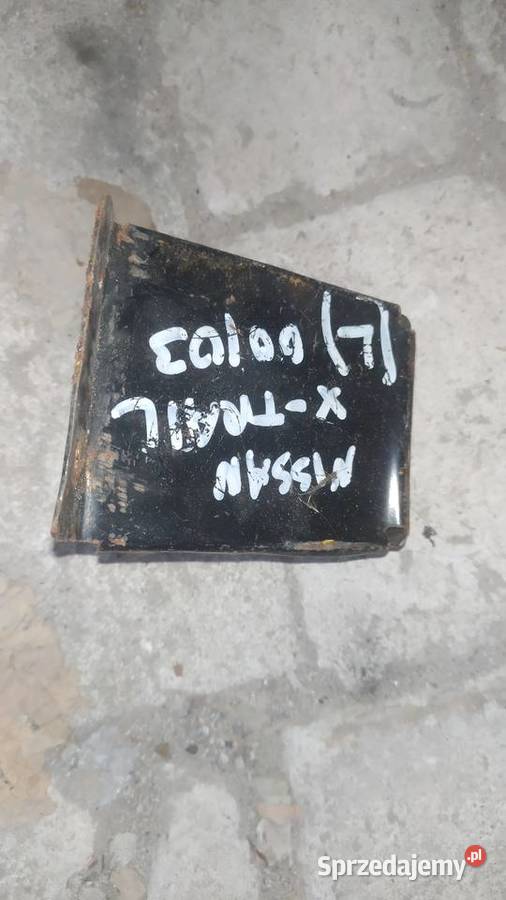 NISSAN
X-TRAIL
(L) 00103
Sprzedajemy.pl